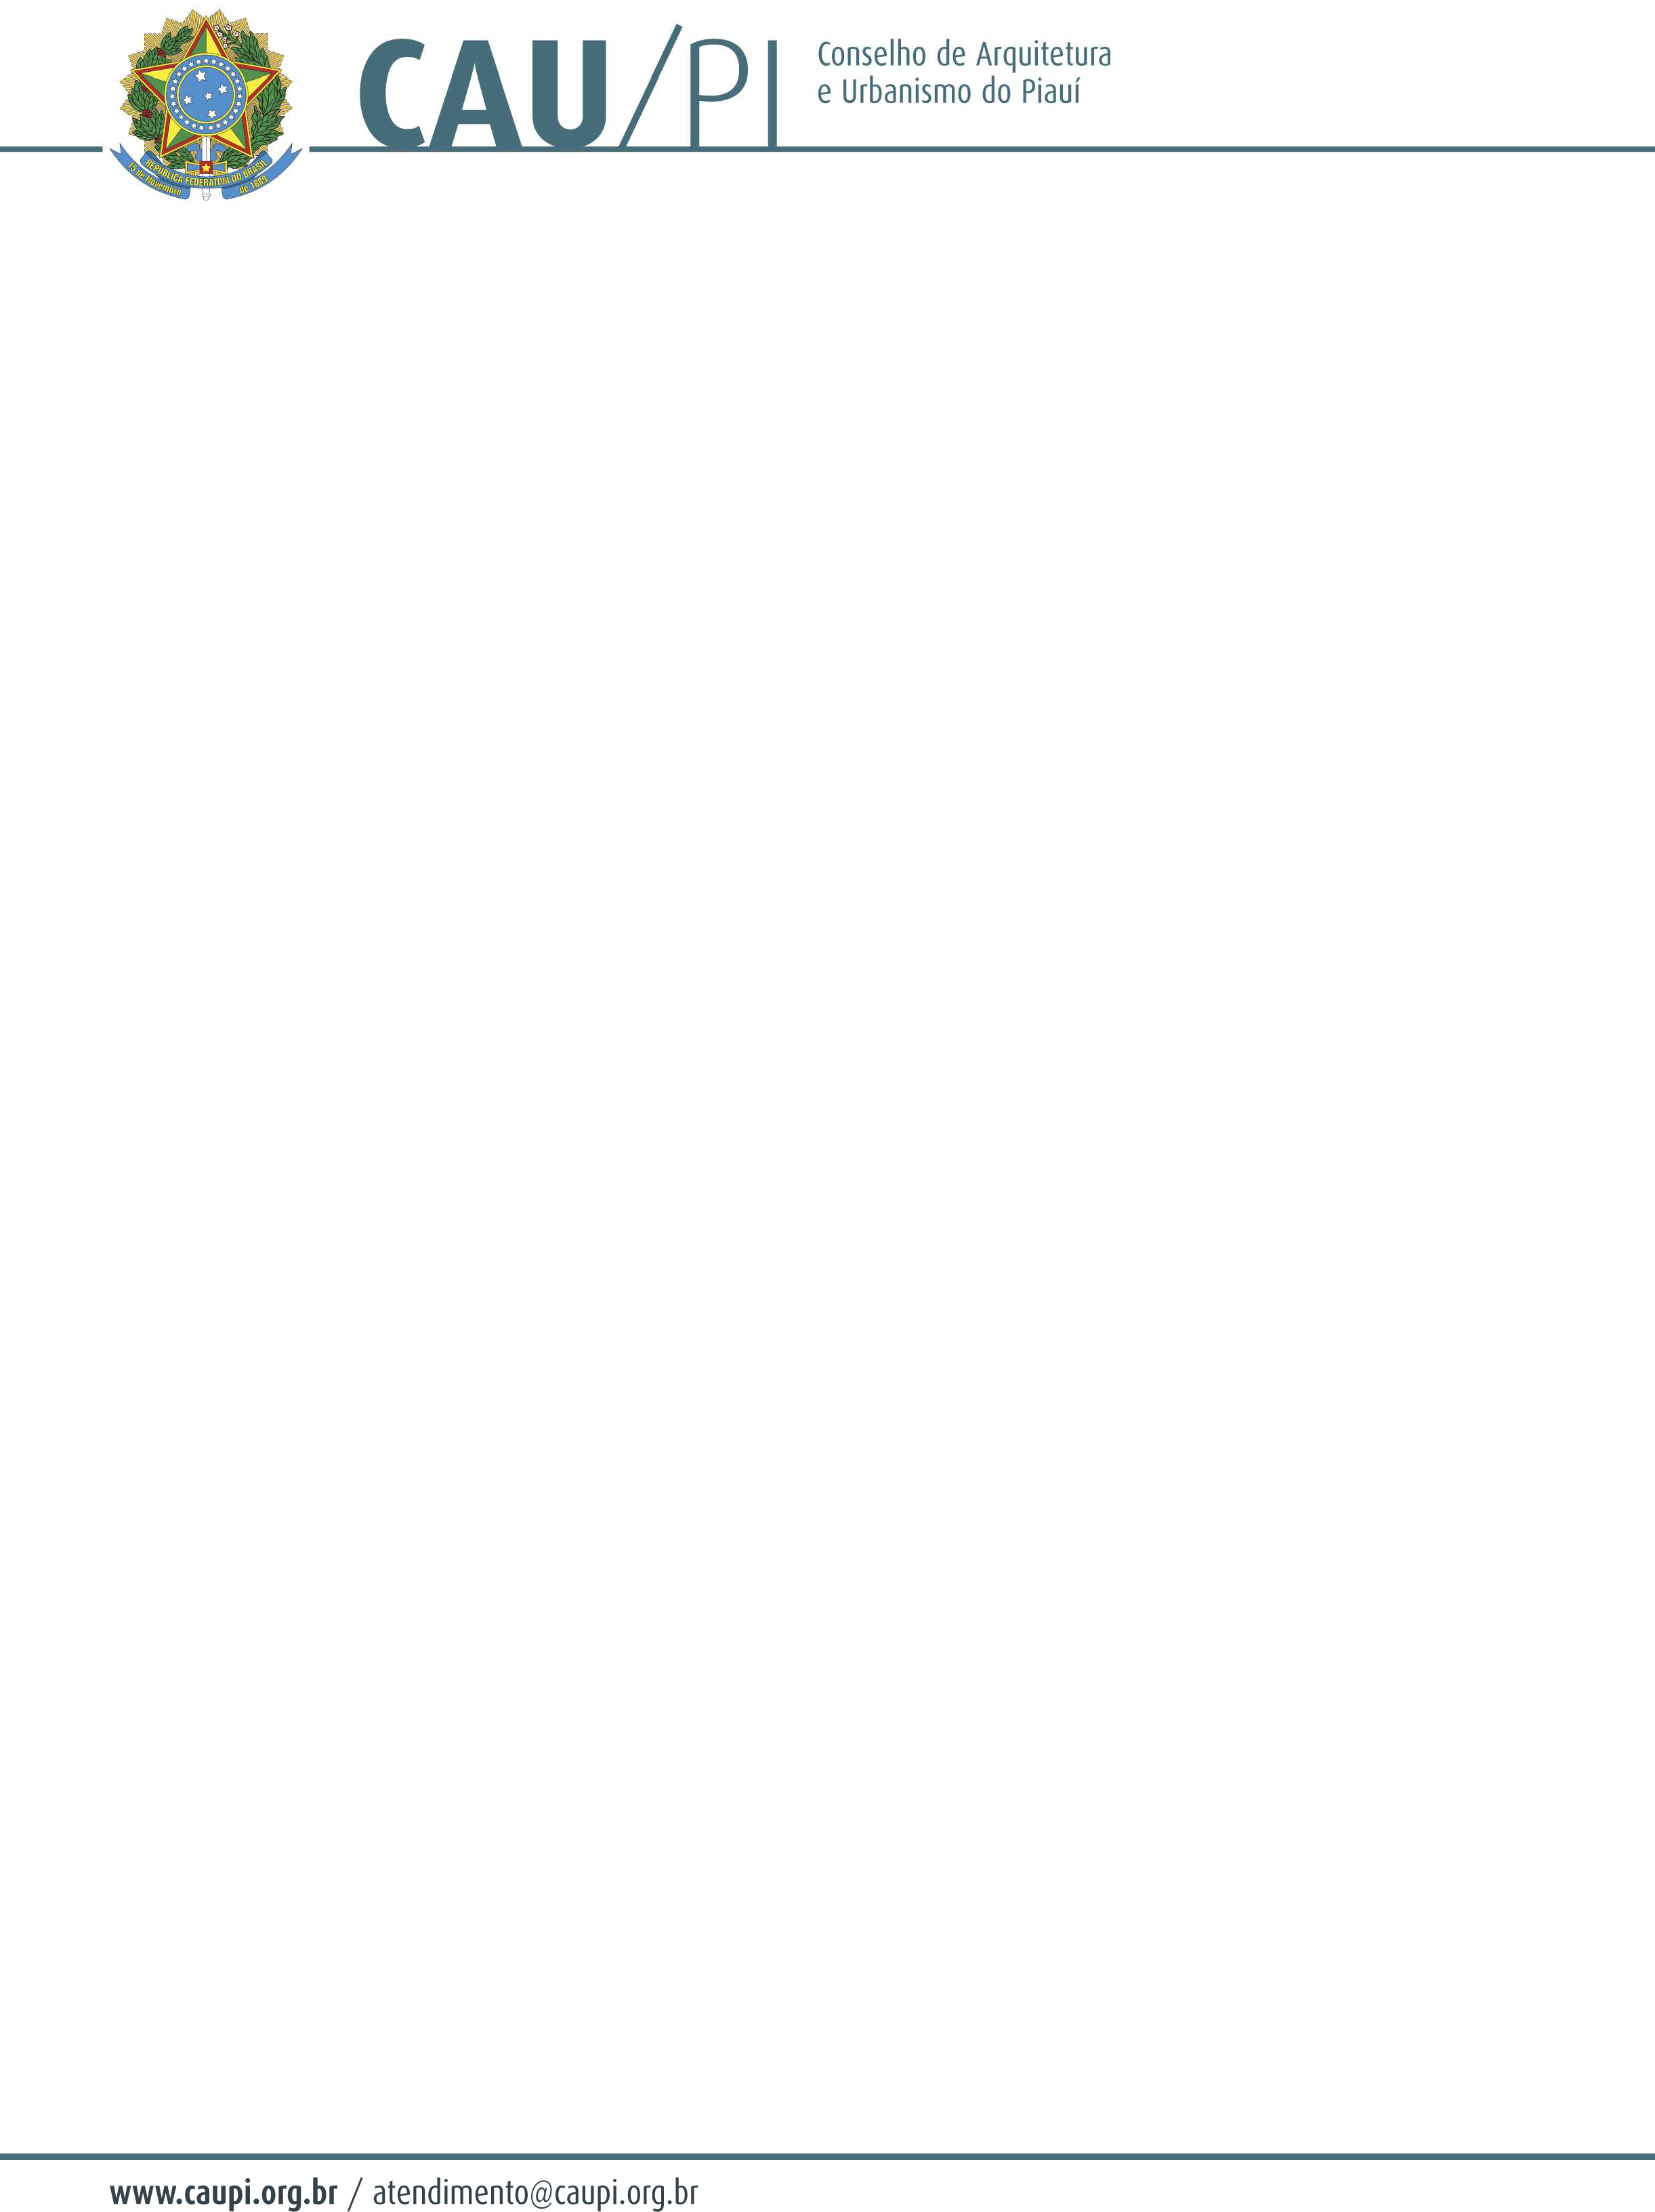 CAU/PI
Conselho de Arquitetura
e Urbanismo do Piauí
REPÚBLICA FEDERATIVA DO BRASIL
15 de Novembro de 1889
www.caupi.org.br / atendimento@caupi.org.br